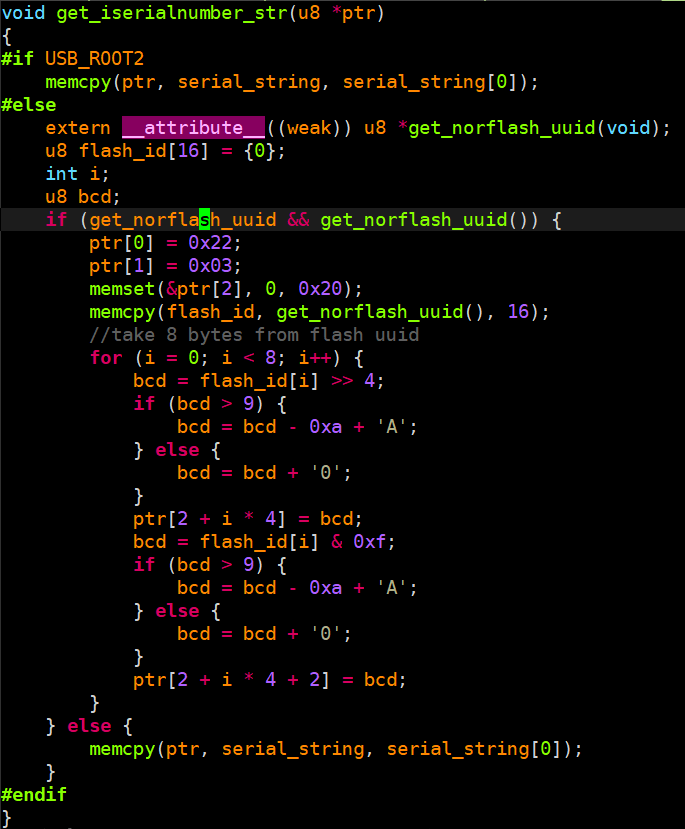 void get_iserialnumber_str(u8 *ptr)
{
#if USB_ROOT2
    memcpy(ptr, serial_string, serial_string[0]);
#else
    extern __attribute__((weak)) u8 *get_norflash_uuid(void);
    u8 flash_id[16] = {0};
    int i;
    u8 bcd;
    if (get_norflash_uuid && get_norflash_uuid()) {
        ptr[0] = 0x22;
        ptr[1] = 0x03;
        memset(&ptr[2], 0, 0x20);
        memcpy(flash_id, get_norflash_uuid(), 16);
        //take 8 bytes from flash uuid
        for (i = 0; i < 8; i++) {
            bcd = flash_id[i] >> 4;
            if (bcd > 9) {
                bcd = bcd - 0xa + 'A';
            } else {
                bcd = bcd + '0';
            }
            ptr[2 + i * 4] = bcd;
            bcd = flash_id[i] & 0xf;
            if (bcd > 9) {
                bcd = bcd - 0xa + 'A';
            } else {
                bcd = bcd + '0';
            }
            ptr[2 + i * 4 + 2] = bcd;
        }
    } else {
        memcpy(ptr, serial_string, serial_string[0]);
    }
#endif
}